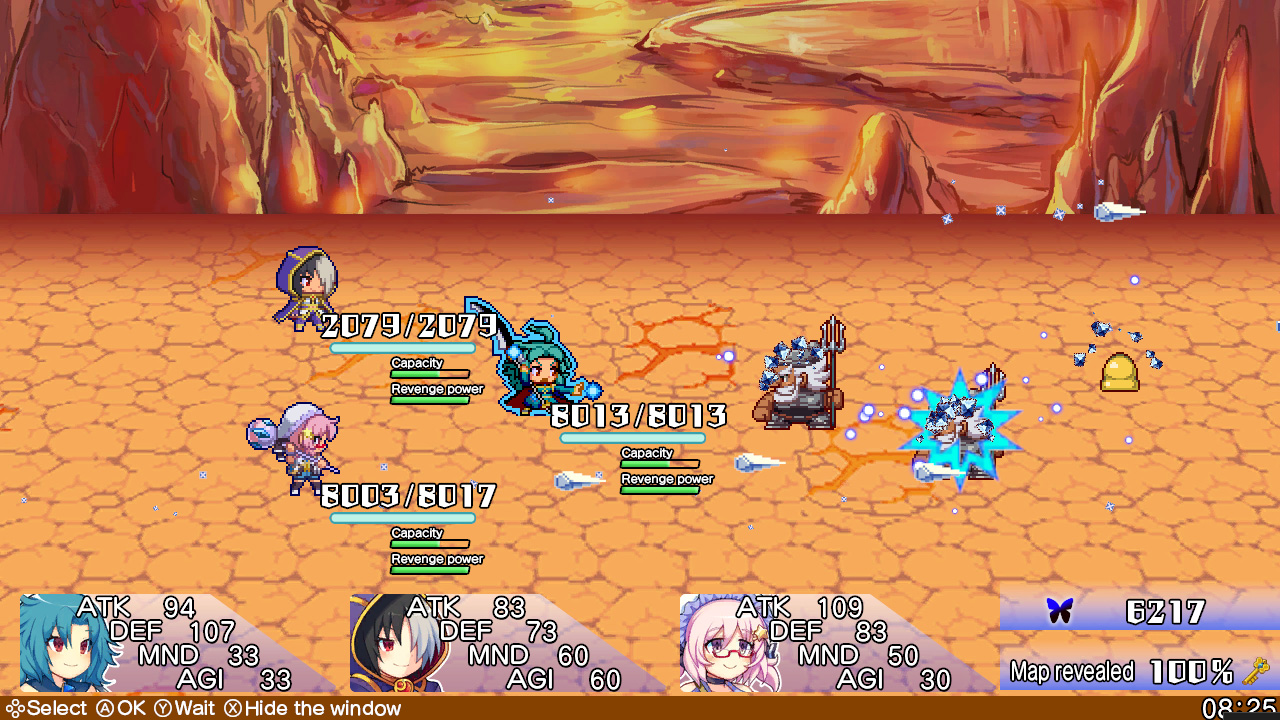 2079/2079
Capacity
Revenge power
8013/8013
Capacity
Revenge power
8003/8017
Capacity
Revenge power
ATK 94
DEF 107
MND 33
AGI 33
ATK 83
DEF 73
MND 60
AGI 60
ATK 109
DEF 83
MND 50
AGI 30
6217
Map revealed 100%
Select Ⓐ OK Ⓨ Wait Ⓧ Hide the window
08:25